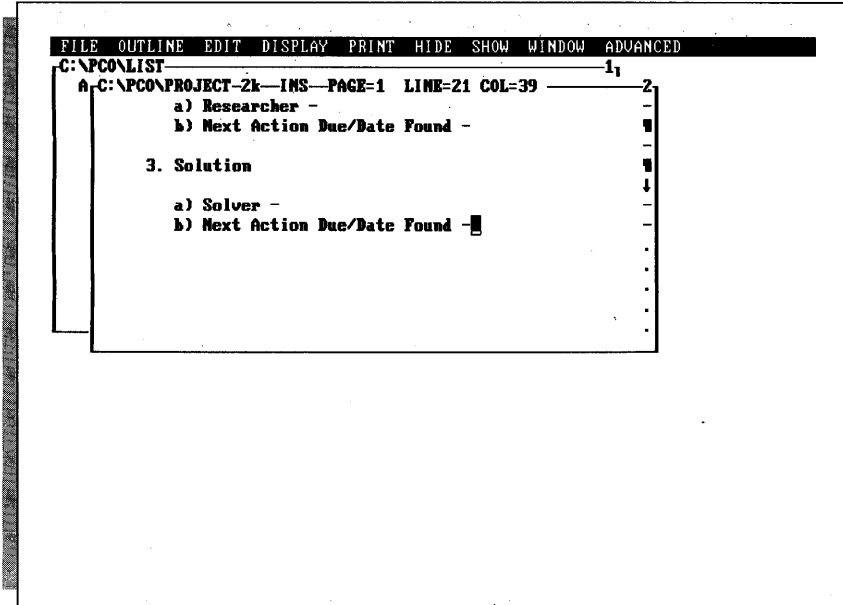 FILE OUTLINE EDIT DISPLAY PRINT HIDE SHOW WINDOW ADVANCED
C:\PCO\LIST 1
A C:\PCO\PROJECT-2k—INS—PAGE=1 LINE=21 COL=39 2
a) Researcher -
b) Next Action Due/Date Found -
3. Solution
a) Solver -
b) Next Action Due/Date Found -